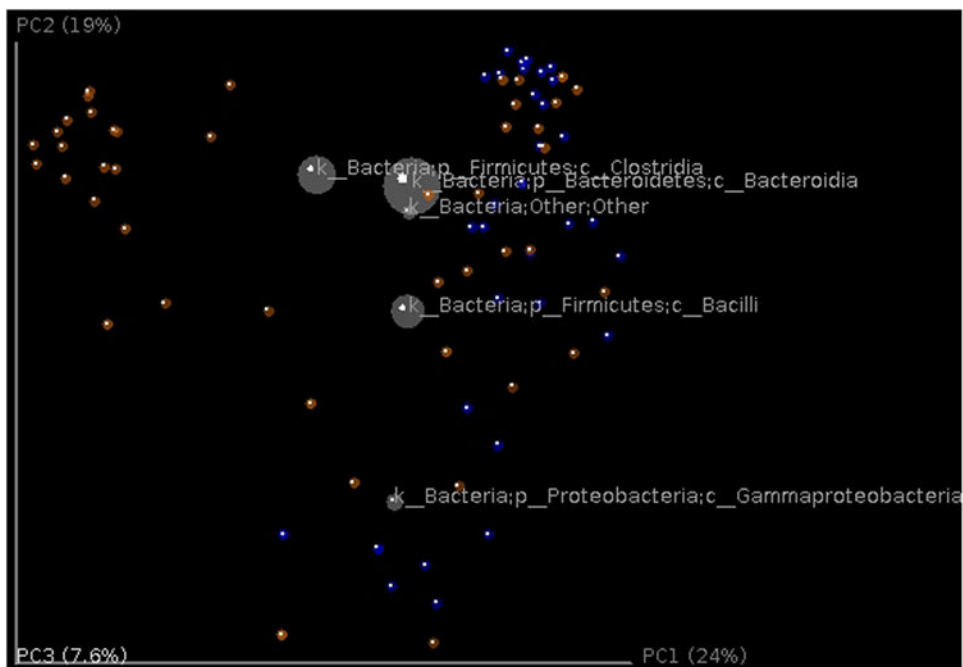 PC2 (19%)
k__Bacteria;p__Firmicutes;c__Clostridia
k__Bacteria;p__Bacteroidetes;c__Bacteroidia
k__Bacteria;Other;Other
k__Bacteria;p__Firmicutes;c__Bacilli
k__Bacteria;p__Proteobacteria;c__Gammaproteobacteria
PC3 (7.6%)
PC1 (24%)